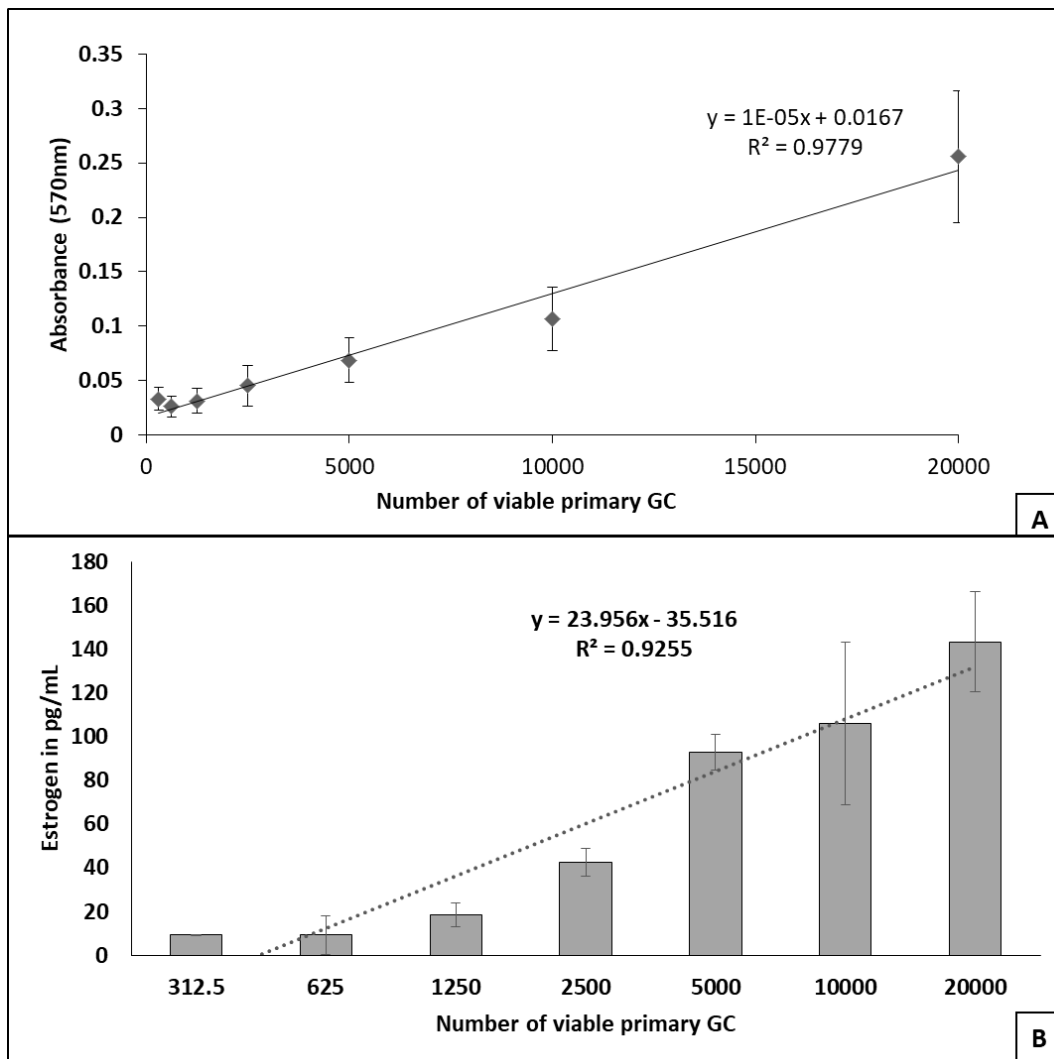 0.35
0.3
0.25
0.2
0.15
0.1
0.05
0
Absorbance (570nm)
y = 1E-05x + 0.0167
R² = 0.9779
0 5000 10000 15000 20000
Number of viable primary GC
A
180
160
140
120
100
80
60
40
20
0
Estrogen in pg/mL
y = 23.956x - 35.516
R² = 0.9255
312.5 625 1250 2500 5000 10000 20000
Number of viable primary GC
B